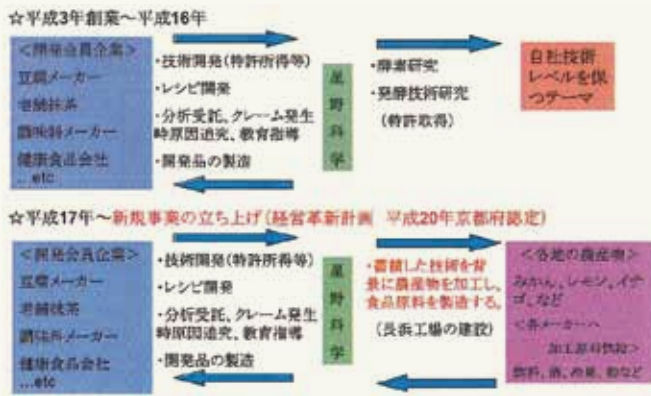 ☆平成3年創業～平成16年
＜開発会員企業＞
豆腐メーカー
老舗抹茶
調味料メーカー
健康食品会社
…etc
・技術開発(特許所得等)
・レシピ開発
・分析受託、クレーム発生
時原因追究、教育指導
・開発品の製造
星野科学
・酵素研究
・発酵技術研究
(特許取得)
自社技術
レベルを保
つテーマ
☆平成17年～新規事業の立ち上げ(経営革新計画　平成20年京都府認定)
＜開発会員企業＞
豆腐メーカー
老舗抹茶
調味料メーカー
健康食品会社
…etc
・技術開発(特許所得等)
・レシピ開発
・分析受託、クレーム発生
時原因追究、教育指導
・開発品の製造
星野科学
・蓄積した技術を背
景に農産物を加工し、
食品原料を製造する。
(長浜工場の建設)
＜各地の農産物＞
みかん、レモン、イチ
ゴ、など
＜各メーカーへ
加工原料供給＞
飲料、酒、
など